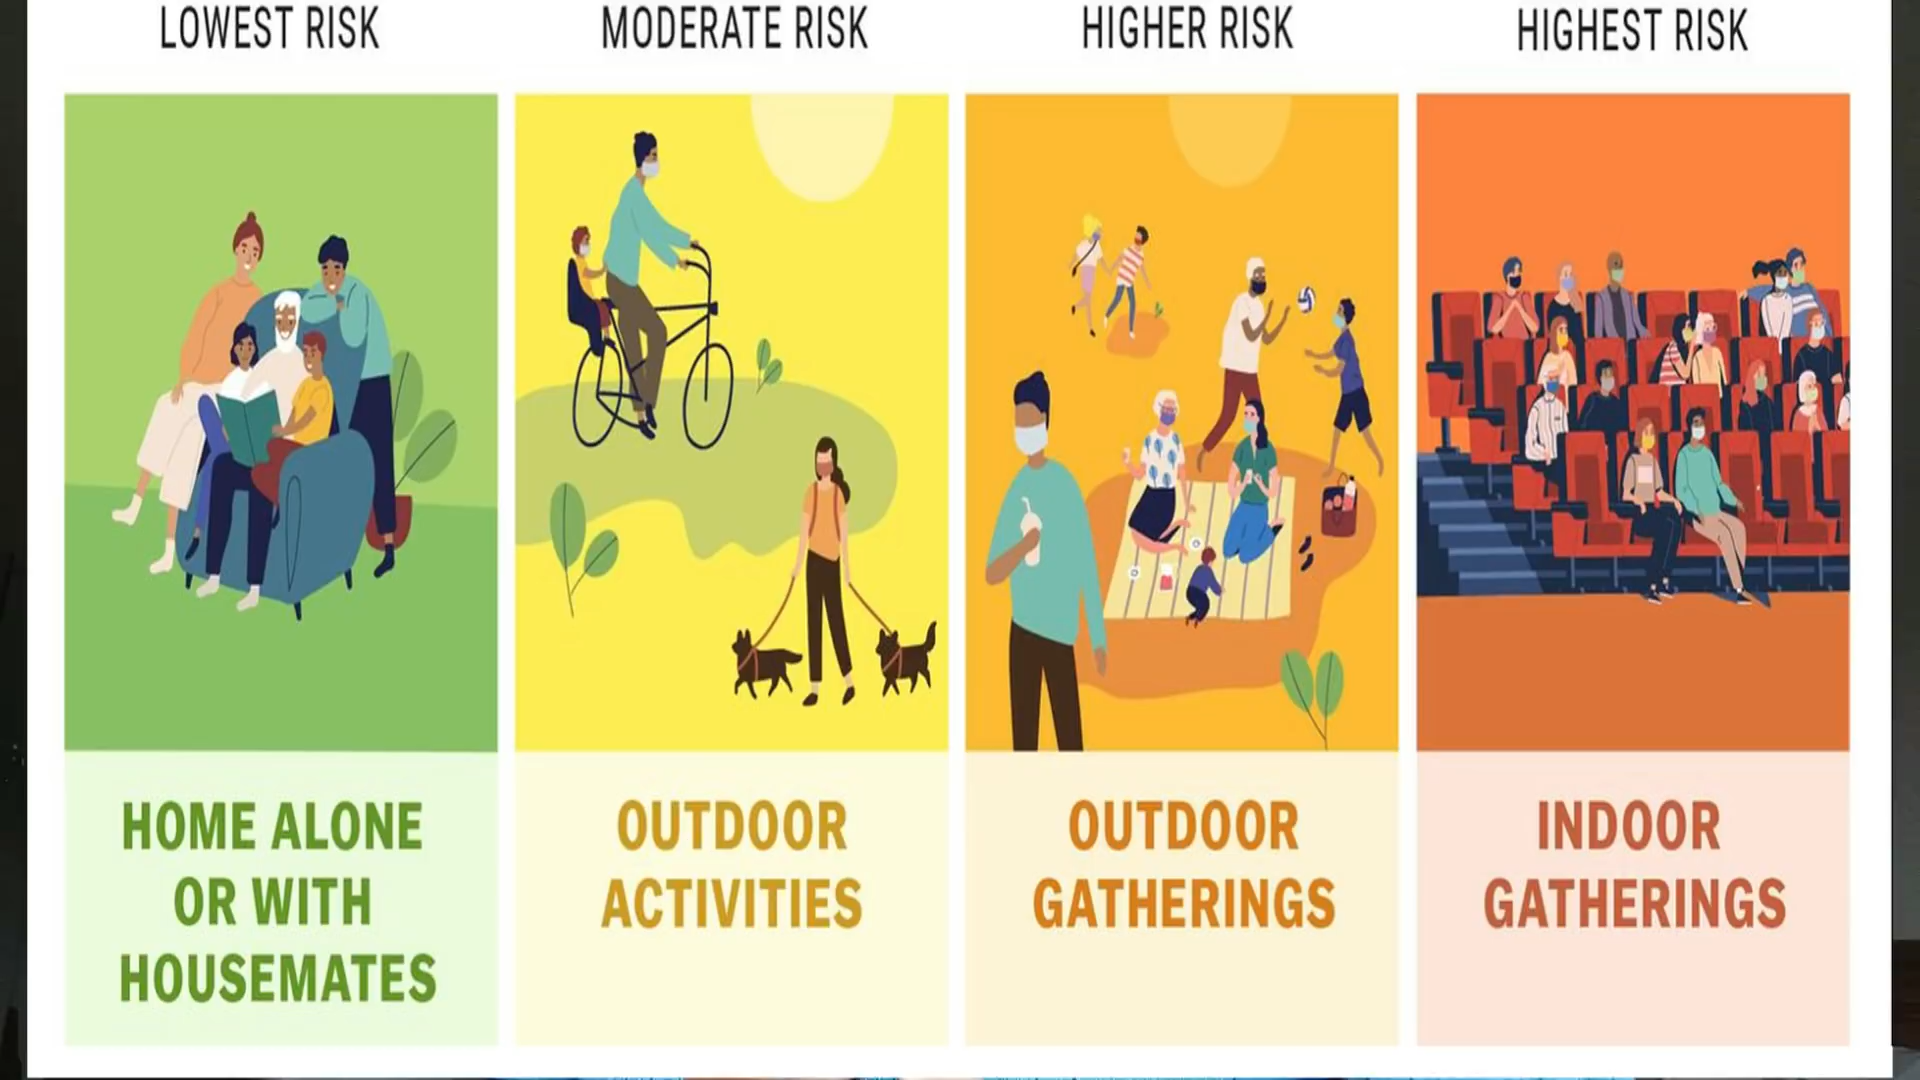 LOWEST RISK
MODERATE RISK
HIGHER RISK
HIGHEST RISK
HOME ALONE
OR WITH
HOUSEMATES
OUTDOOR
ACTIVITIES
OUTDOOR
GATHERINGS
INDOOR
GATHERINGS